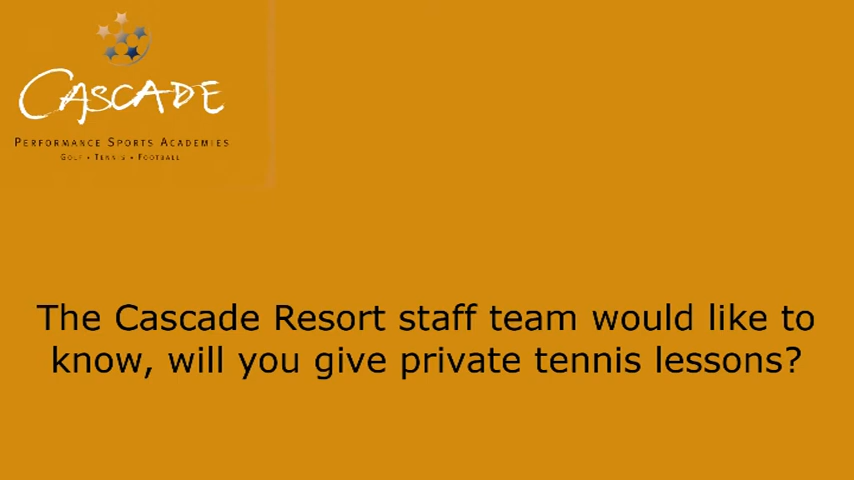 CASCADE
PERFORMANCE SPORTS ACADEMIES
GOLF • TENNIS • FOOTBALL
The Cascade Resort staff team would like to
know, will you give private tennis lessons?